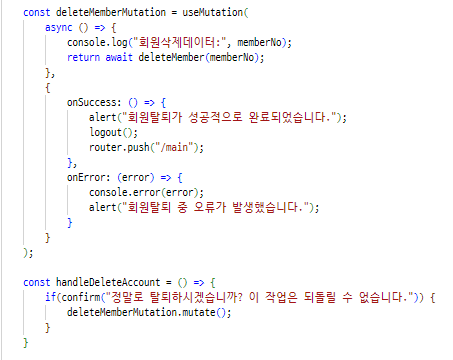 const deleteMemberMutation = useMutation(
async () => {
console.log("회원삭제데이터:", memberNo);
return await deleteMember(memberNo);
},
{
onSuccess: () => {
alert("회원탈퇴가 성공적으로 완료되었습니다.");
logout();
router.push("/main");
},
onError: (error) => {
console.error(error);
alert("회원탈퇴 중 오류가 발생했습니다.");
}
}
);
const handleDeleteAccount = () => {
if(confirm("정말로 탈퇴하시겠습니까? 이 작업은 되돌릴 수 없습니다.")) {
deleteMemberMutation.mutate();
}
}